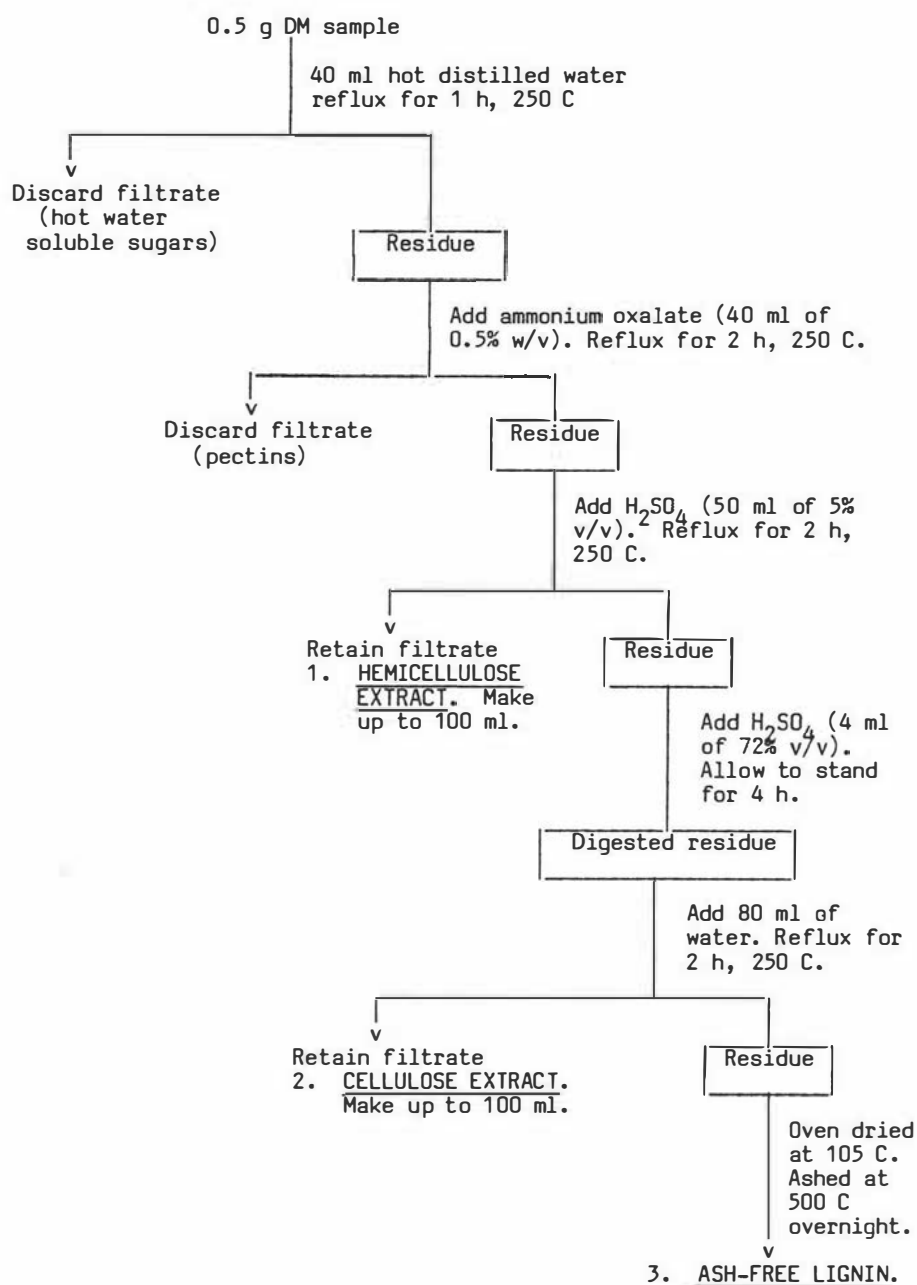 0.5 g DM sample
40 ml hot distilled water
reflux for 1 h, 250 C
Discard filtrate
(hot water
soluble sugars)
Residue
Add ammonium oxalate (40 ml of
0.5% w/v). Reflux for 2 h, 250 C.
Discard filtrate
(pectins)
Residue
Add H2SO4 (50 ml of 5%
v/v). Reflux for 2 h,
250 C.
Retain filtrate
1. HEMICELLULOSE
EXTRACT. Make
up to 100 ml.
Residue
Add H2SO4 (4 ml
of 72% v/v).
Allow to stand
for 4 h.
Digested residue
Add 80 ml of
water. Reflux for
2 h, 250 C.
Retain filtrate
2. CELLULOSE EXTRACT.
Make up to 100 ml.
Residue
Oven dried
at 105 C.
Ashed at
500 C
overnight.
3. ASH-FREE LIGNIN.